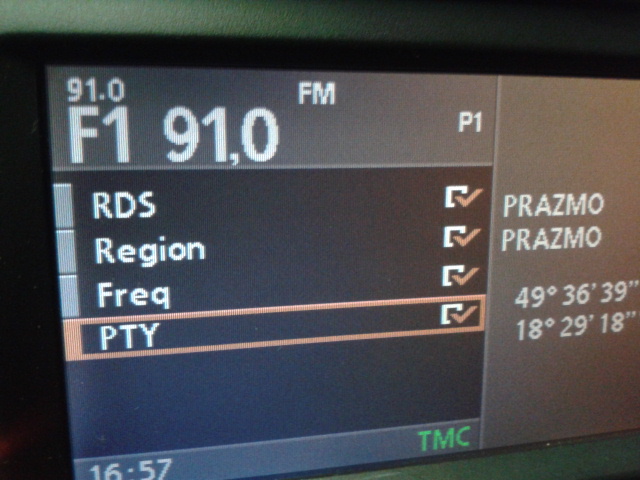 91.0 FM
F1 91,0 P1
RDS
Region
Freq
PTY
TMC
16:57
PRAZMO
PRAZMO
49° 36' 39"
18° 29' 18"